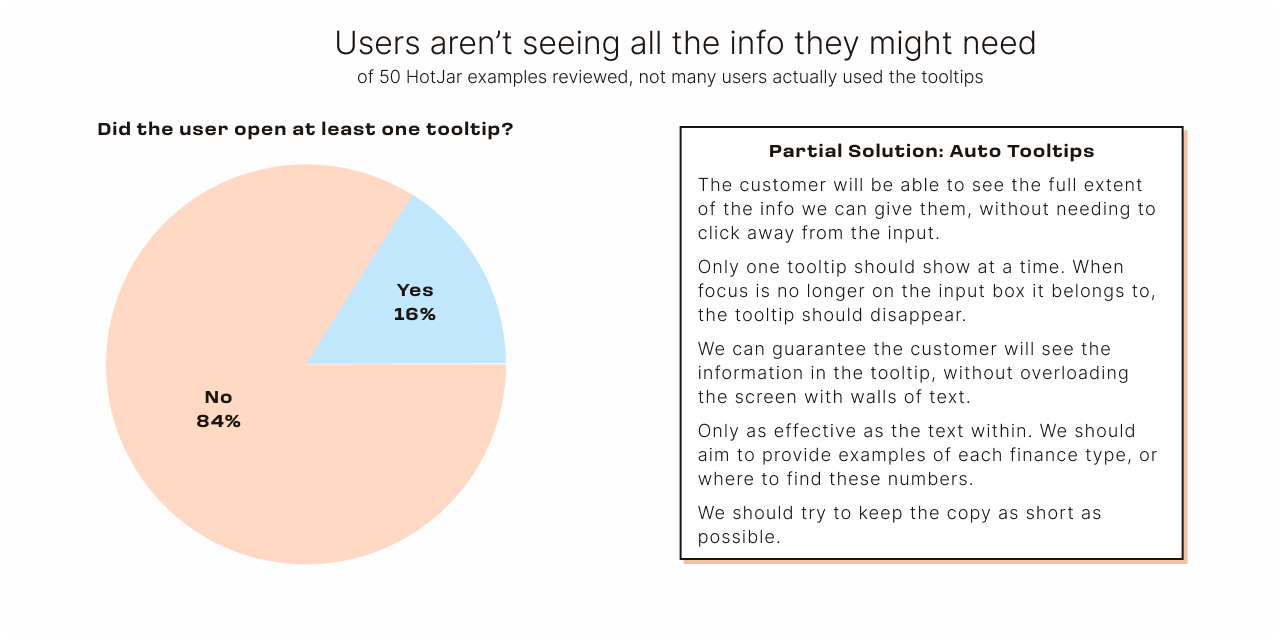 Users aren’t seeing all the info they might need
of 50 HotJar examples reviewed, not many users actually used the tooltips
Did the user open at least one tooltip?
Yes
16%
No
84%
Partial Solution: Auto Tooltips
The customer will be able to see the full extent
of the info we can give them, without needing to
click away from the input.
Only one tooltip should show at a time. When
focus is no longer on the input box it belongs to,
the tooltip should disappear.
We can guarantee the customer will see the
information in the tooltip, without overloading
the screen with walls of text.
Only as effective as the text within. We should
aim to provide examples of each finance type, or
where to find these numbers.
We should try to keep the copy as short as
possible.